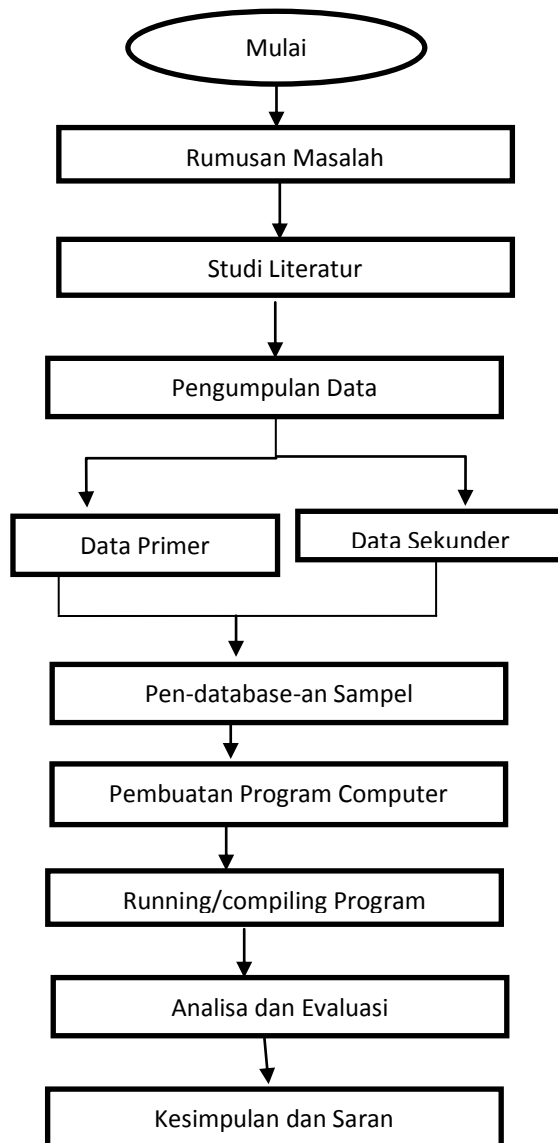 Mulai
Rumusan Masalah
Studi Literatur
Pengumpulan Data
Data Primer
Data Sekunder
Pen-database-an Sampel
Pembuatan Program Computer
Running/compiling Program
Analisa dan Evaluasi
Kesimpulan dan Saran